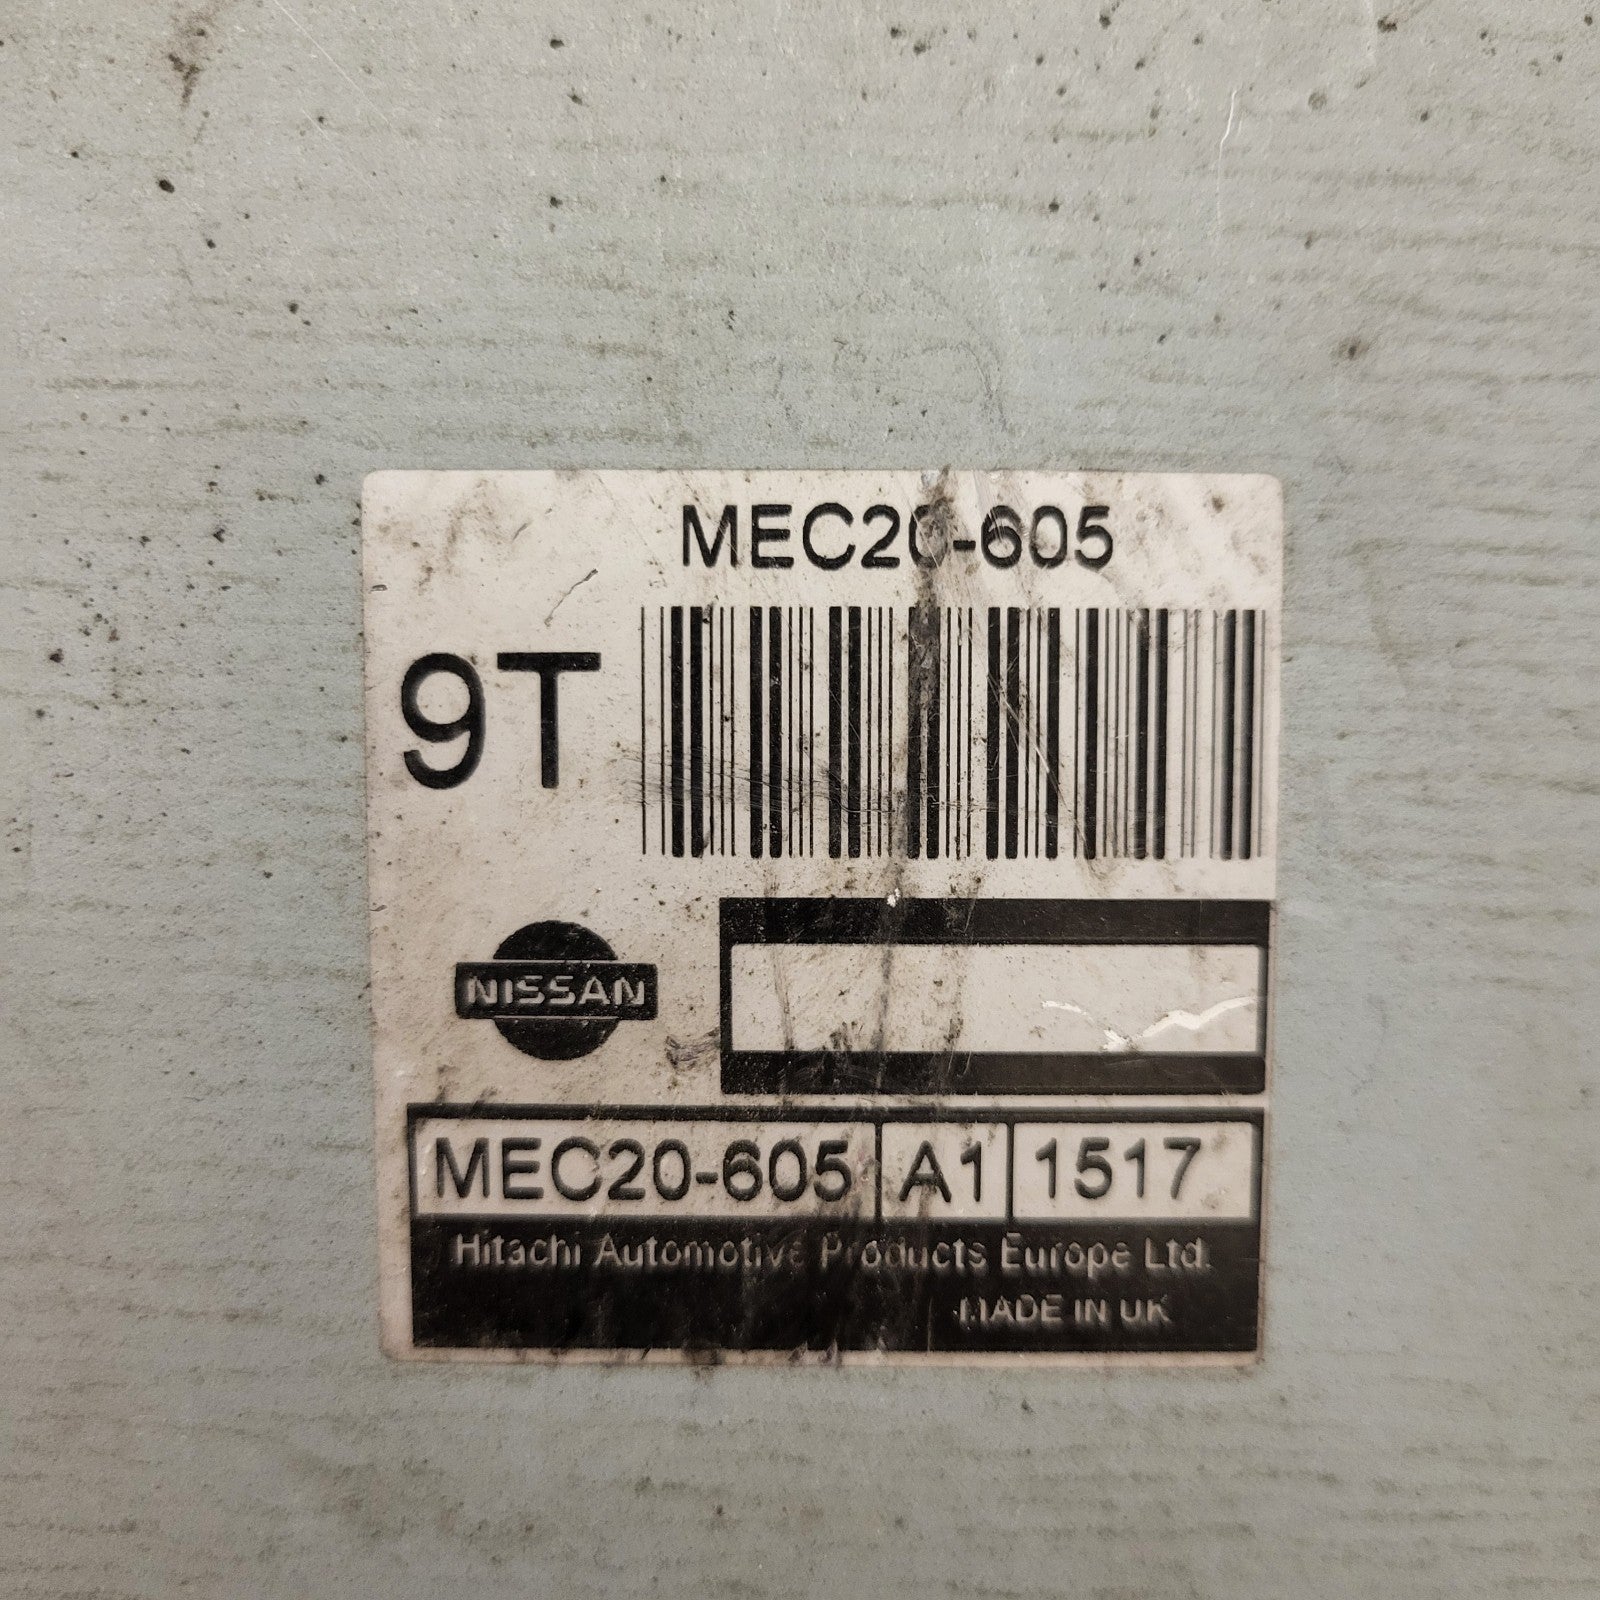 MEC20-605
9T
NISSAN
MEC20-605 A1 1517
Hitachi Automotive Products Europe Ltd.
MADE IN UK